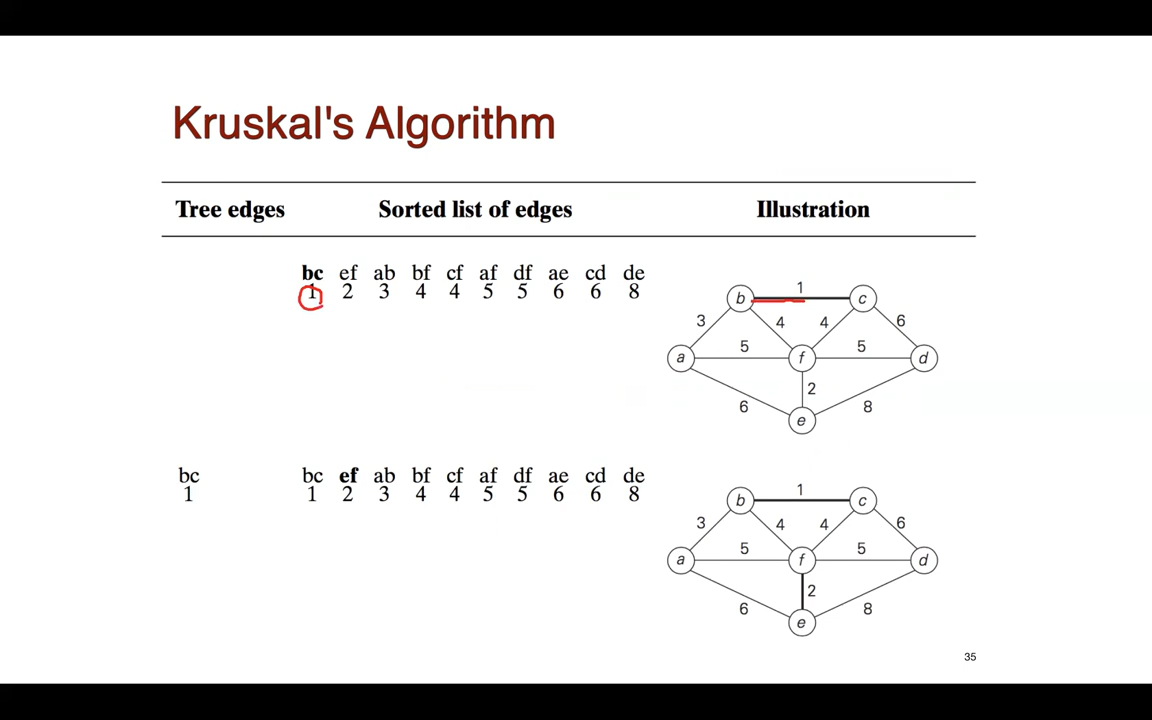 Kruskal's Algorithm
Tree edges Sorted list of edges Illustration
bc ef ab bf cf af df ae cd de
1 2 3 4 4 5 5 6 6 8
1
b c
3 4 4 6
5 5
a f d
2
6 8
e
bc bc ef ab bf cf af df ae cd de
1 1 2 3 4 4 5 5 6 6 8
1
b c
3 4 4 6
5 5
a f d
2
6 8
e
35